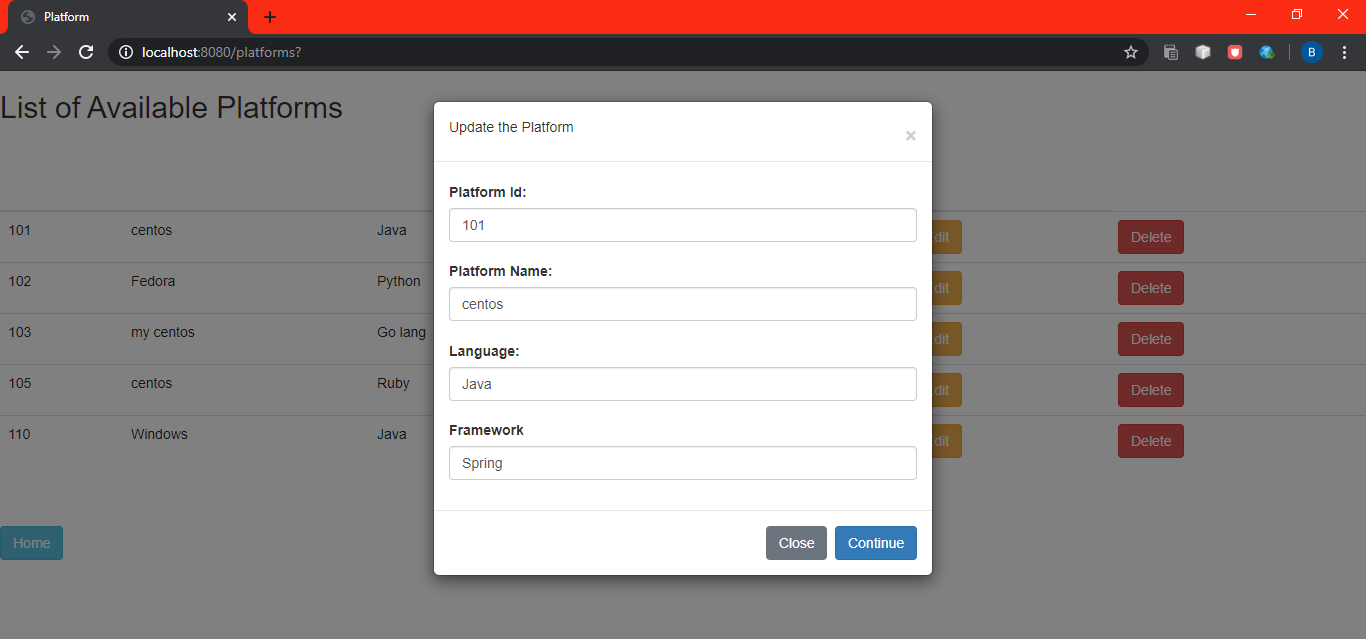 Platform
localhost:8080/platforms?
B
List of Available Platforms
Update the Platform
×
Platform Id:
101
Platform Name:
centos
Language:
Java
Framework
Spring
Close Continue
101 centos Java dit Delete
102 Fedora Python dit Delete
103 my centos Go lang dit Delete
105 centos Ruby dit Delete
110 Windows Java dit Delete
Home